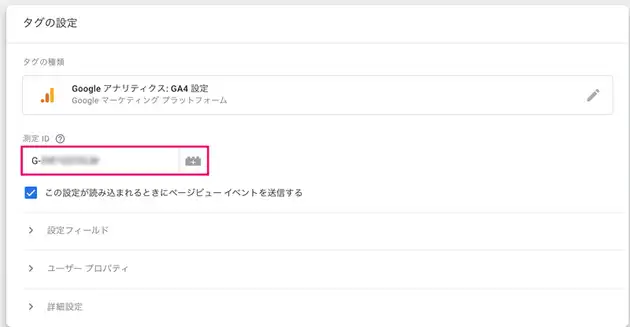 タグの設定
タグの種類
Google アナリティクス: GA4 設定
Google マーケティング プラットフォーム
測定 ID
G-
この設定が読み込まれるときにページビュー イベントを送信する
設定フィールド
ユーザー プロパティ
詳細設定